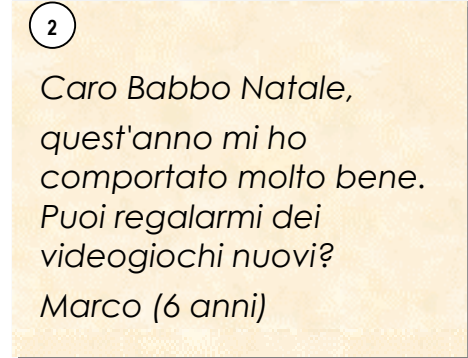 2
Caro Babbo Natale,
quest'anno mi ho
comportato molto bene.
Puoi regalarmi dei
videogiochi nuovi?
Marco (6 anni)